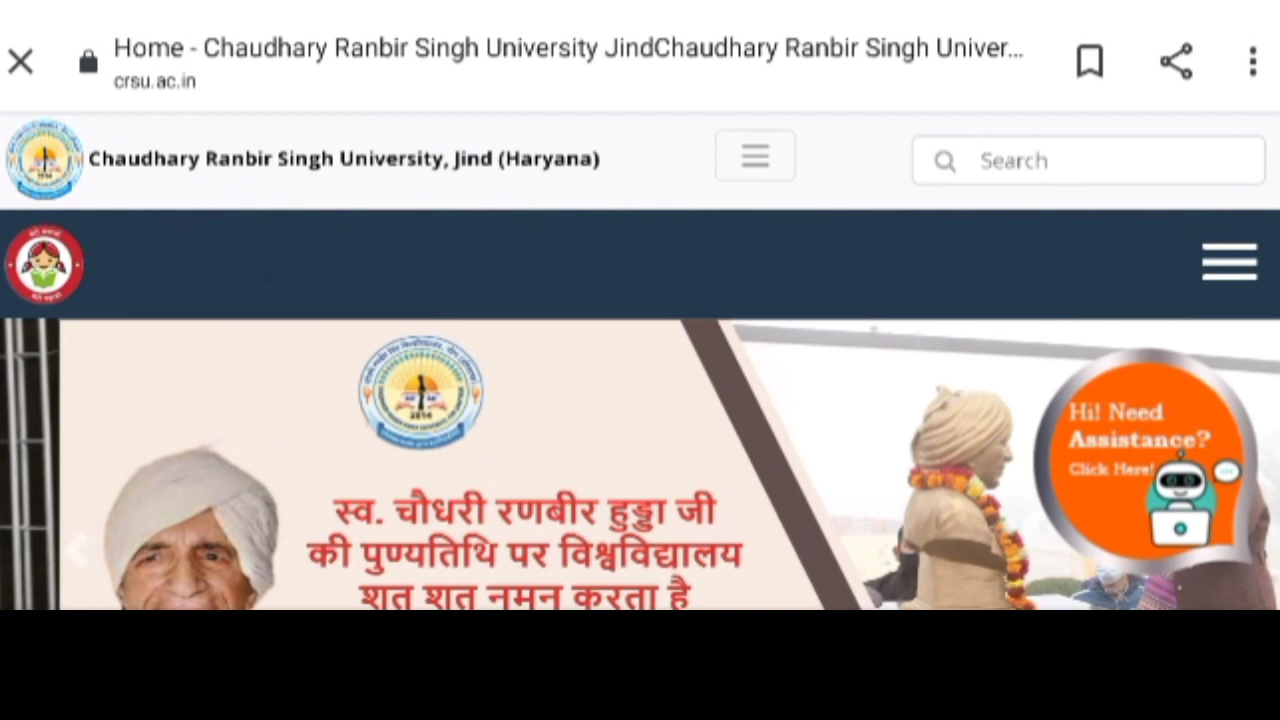 Home - Chaudhary Ranbir Singh University JindChaudhary Ranbir Singh Univer...
crsu.ac.in
Chaudhary Ranbir Singh University, Jind (Haryana)
Search
2014
Hi! Need
Assistance?
Click Here!
स्व. चौधरी रणबीर हुड्डा जी
की पुण्यतिथि पर विश्वविद्यालय
शत् शत् नमन करता है